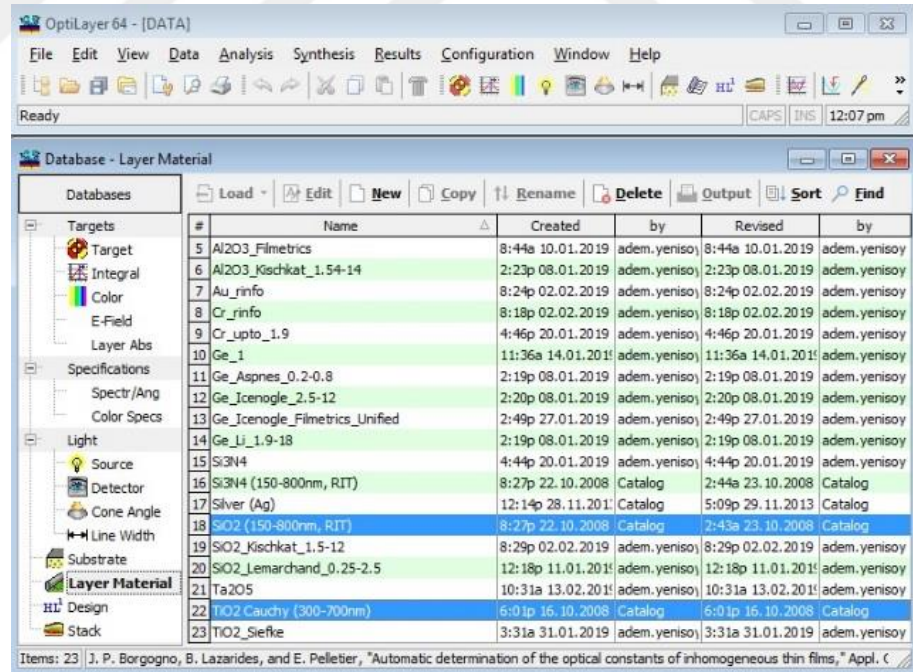 OptiLayer 64 - [DATA]
File Edit View Data Analysis Synthesis Results Configuration Window Help
Ready CAPS INS 12:07 pm
Database - Layer Material
Databases Load Edit New Copy Rename Delete Output Sort Find
Targets
Target
Integral
Color
E-Field
Layer Abs
Specifications
Spectr/Ang
Color Specs
Light
Source
Detector
Cone Angle
Line Width
Substrate
Layer Material
Design
Stack
# Name Created by Revised by
5 Al2O3_Filmetrics 8:44a 10.01.2019 adem.yenisoy 8:44a 10.01.2019 adem.yenisoy
6 Al2O3_Kischkat_1.54-14 2:23p 08.01.2019 adem.yenisoy 2:23p 08.01.2019 adem.yenisoy
7 Au_rinfo 8:24p 02.02.2019 adem.yenisoy 8:24p 02.02.2019 adem.yenisoy
8 Cr_rinfo 8:18p 02.02.2019 adem.yenisoy 8:18p 02.02.2019 adem.yenisoy
9 Cr_upto_1.9 4:46p 20.01.2019 adem.yenisoy 4:46p 20.01.2019 adem.yenisoy
10 Ge_1 11:36a 14.01.201 adem.yenisoy 11:36a 14.01.201 adem.yenisoy
11 Ge_Aspnes_0.2-0.8 2:19p 08.01.2019 adem.yenisoy 2:19p 08.01.2019 adem.yenisoy
12 Ge_Icenogle_2.5-12 2:20p 08.01.2019 adem.yenisoy 2:20p 08.01.2019 adem.yenisoy
13 Ge_Icenogle_Filmetrics_Unified 2:49p 27.01.2019 adem.yenisoy 2:49p 27.01.2019 adem.yenisoy
14 Ge_Li_1.9-18 2:19p 08.01.2019 adem.yenisoy 2:19p 08.01.2019 adem.yenisoy
15 Si3N4 4:44p 20.01.2019 adem.yenisoy 4:44p 20.01.2019 adem.yenisoy
16 Si3N4 (150-800nm, RIT) 8:27p 22.10.2008 Catalog 2:44a 23.10.2008 Catalog
17 Silver (Ag) 12:14p 28.11.201 Catalog 5:09p 29.11.2013 Catalog
18 SiO2 (150-800nm, RIT) 8:27p 22.10.2008 Catalog 2:43a 23.10.2008 Catalog
19 SiO2_Kischkat_1.5-12 8:29p 02.02.2019 adem.yenisoy 8:29p 02.02.2019 adem.yenisoy
20 SiO2_Lemarchand_0.25-2.5 12:18p 11.01.201 adem.yenisoy 12:18p 11.01.201 adem.yenisoy
21 Ta2O5 10:31a 13.02.201 adem.yenisoy 10:31a 13.02.201 adem.yenisoy
22 TiO2 Cauchy (300-700nm) 6:01p 16.10.2008 Catalog 6:01p 16.10.2008 Catalog
23 TiO2_Siefke 3:31a 31.01.2019 adem.yenisoy 3:31a 31.01.2019 adem.yenisoy
Items: 23 J. P. Borgogno, B. Lazarides, and E. Pelletier, "Automatic determination of the optical constants of inhomogeneous thin films," Appl. (